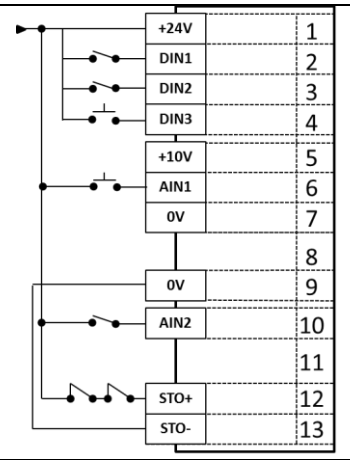 +24V 1
DIN1 2
DIN2 3
DIN3 4
+10V 5
AIN1 6
0V 7
8
0V 9
AIN2 10
11
STO+ 12
STO- 13